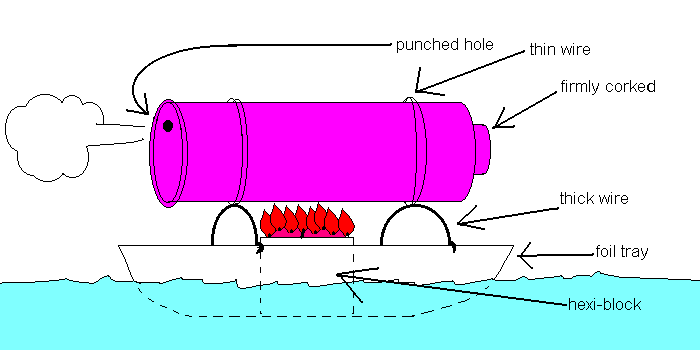 punched hole
thin wire
firmly corked
thick wire
foil tray
hexi-block